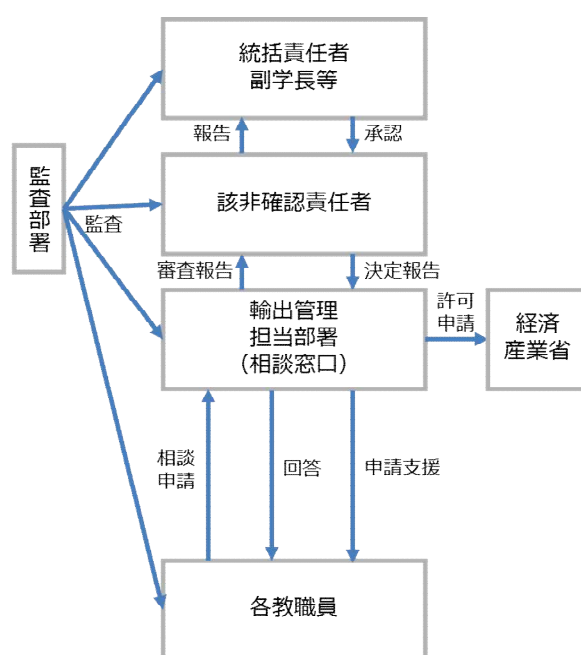 統括責任者
副学長等
報告
承認
監査部署
監査
該非確認責任者
審査報告
決定報告
輸出管理
担当部署
（相談窓口）
許可
申請
経済
産業省
相談
申請
回答
申請支援
各教職員